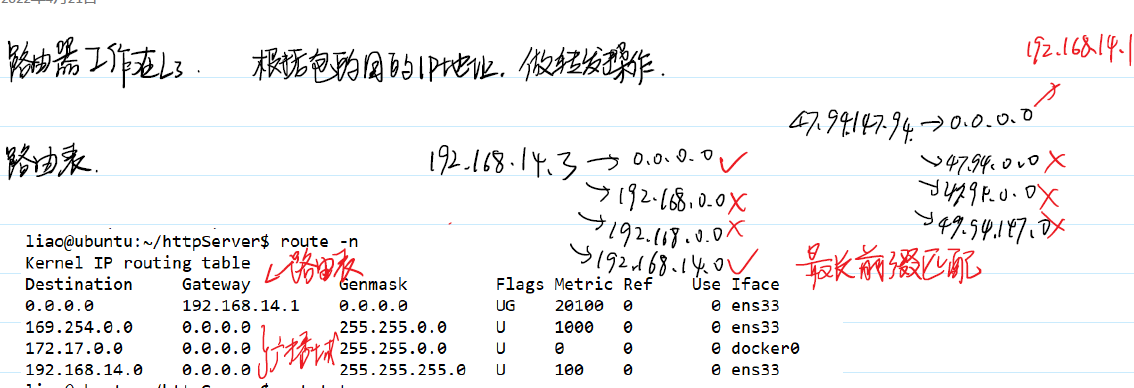 2022年4月21日
路由器工作在L3. 根据包的目的IP地址,做转发操作.
192.168.14.1
47.94.147.94. → 0.0.0.0
→ 47.94.0.0 ×
→ 47.94.0.0 ×
→ 49.94.147.0 ×
路由表.
192.168.14.3 → 0.0.0.0 ✓
→ 192.168.0.0 ×
→ 192.168.0.0 ×
→ 192.168.14.0 ✓
最长前缀匹配
liao@ubuntu:~/httpServer$ route -n
Kernel IP routing table
路由表
Destination Gateway Genmask Flags Metric Ref Use Iface
0.0.0.0 192.168.14.1 0.0.0.0 UG 20100 0 0 ens33
169.254.0.0 0.0.0.0 255.255.0.0 U 1000 0 0 ens33
广播域
172.17.0.0 0.0.0.0 255.255.0.0 U 0 0 0 docker0
192.168.14.0 0.0.0.0 255.255.255.0 U 100 0 0 ens33